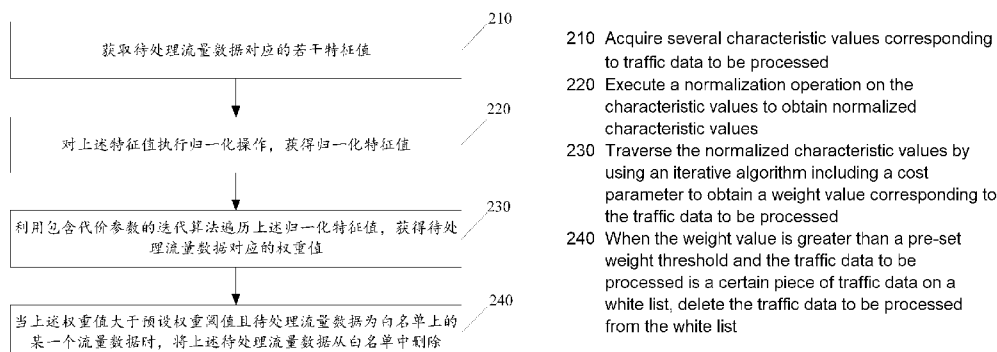 210
获取待处理流量数据对应的若干特征值
220
对上述特征值执行归一化操作，获得归一化特征值
230
利用包含代价参数的迭代算法遍历上述归一化特征值，获得待处
理流量数据对应的权重值
240
当上述权重值大于预设权重阈值且待处理流量数据为白名单上的
某一个流量数据时，将上述待处理流量数据从白名单中删除
210 Acquire several characteristic values corresponding
to traffic data to be processed
220 Execute a normalization operation on the
characteristic values to obtain normalized
characteristic values
230 Traverse the normalized characteristic values by
using an iterative algorithm including a cost
parameter to obtain a weight value corresponding to
the traffic data to be processed
240 When the weight value is greater than a pre-set
weight threshold and the traffic data to be
processed is a certain piece of traffic data on a
white list, delete the traffic data to be processed
from the white list